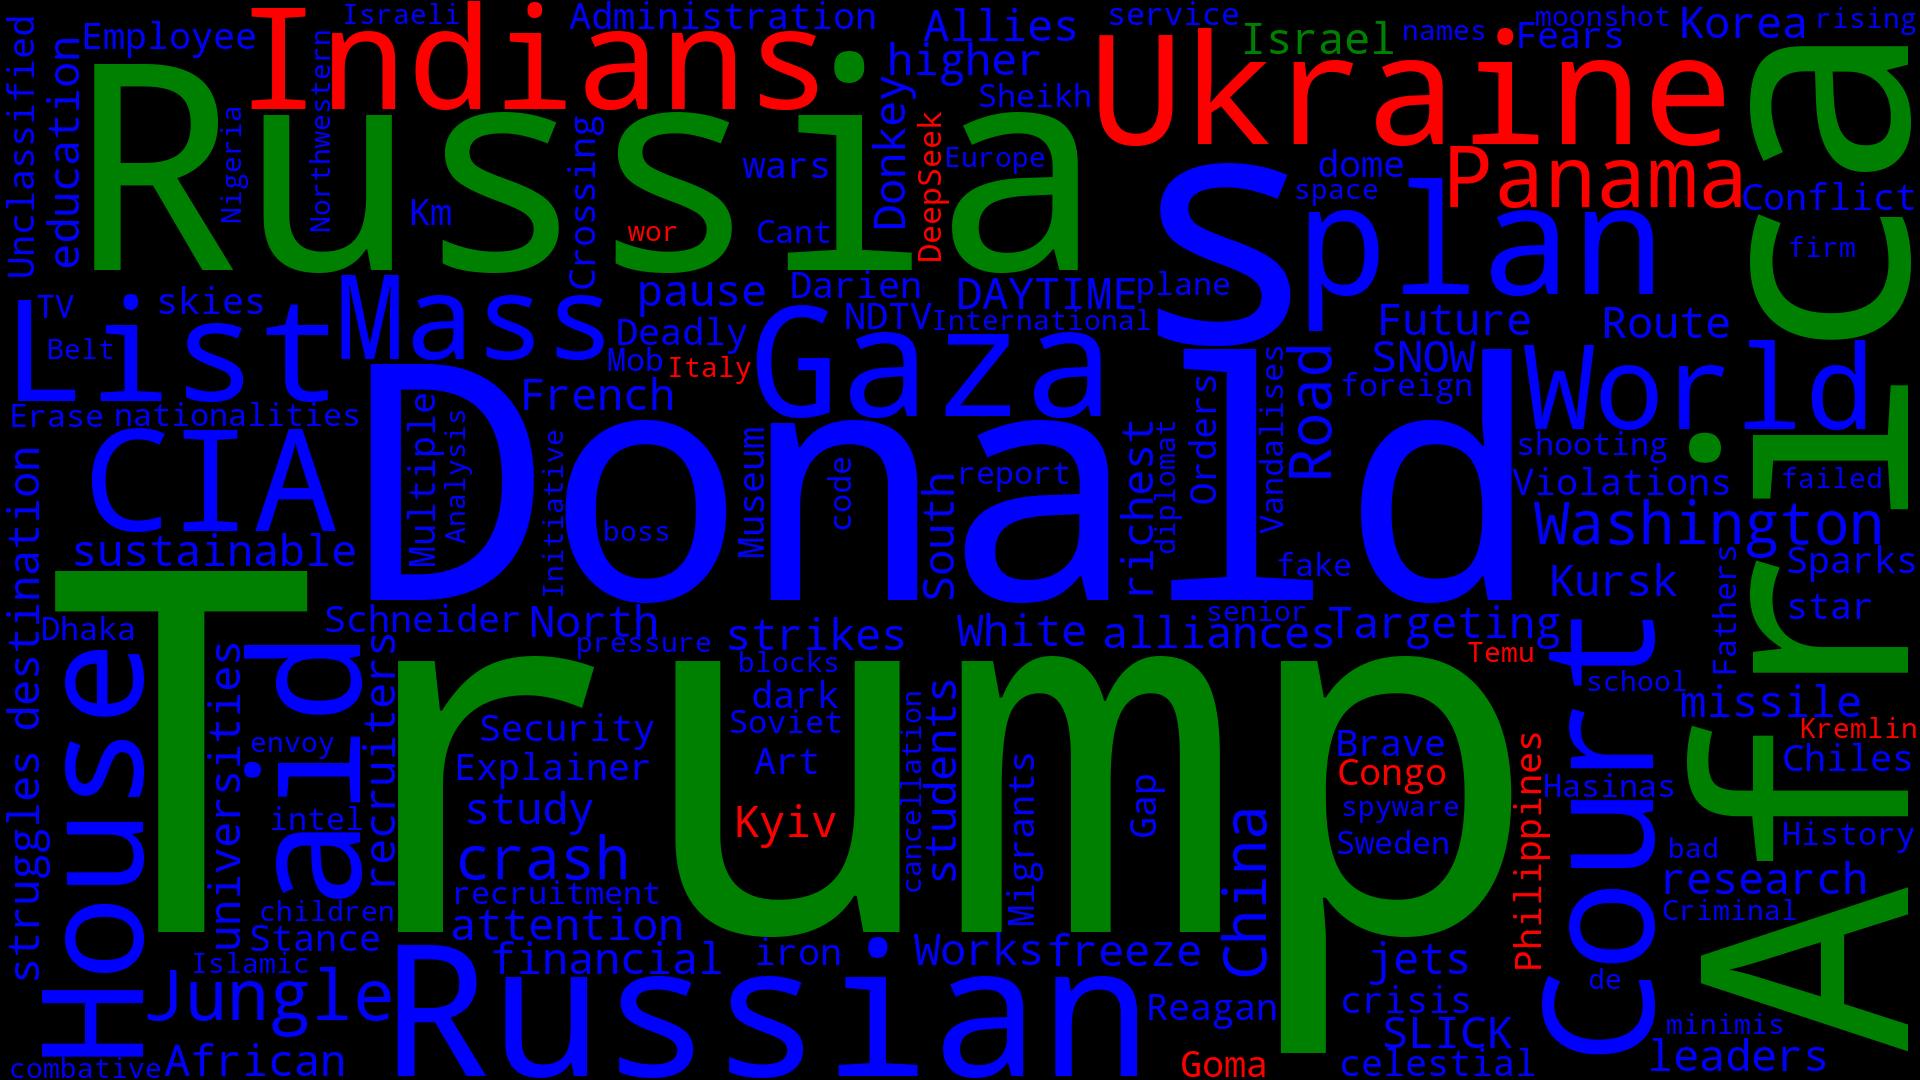 Israeli
Administration
Allies
service
Israel
names
moonshot
Fears
Korea
rising
Employee
Indians
higher
Ukraine
Unclassified
education
Russia
Nigeria
Northwestern
Km
Crossing
wor
wars
Cant
Donkey
DeepSeek
Sheikh
Europe
dome
space
Panama
Conflict
firm
s
plan
Africa
TV
List
Belt
skies
Mass
pause
Deadly
Mob
Italy
Darien
NDTV
DAYTIME
plane
International
Gaza
Future
Route
SNOW
foreign
World
Erase
nationalities
French
CIA
Donald
Multiple
Analysis
Initiative
boss
Museum
code
South
report
richest
diplomat
Orders
Vandalises
Road
fake
shooting
Violations
failed
Washington
sustainable
struggles
destination
Kursk
Fathers
Sparks
star
Dhaka
Schneider
North
pressure
strikes
White
alliances
senior
Targeting
Temu
Trump
House
universities
aid
envoy
intel
recruiters
Security
Explainer
study
crash
recruitment
attention
blocks
dark
Soviet
Art
Kyiv
cancellation
students
Migrants
Gap
China
Brave
Congo
spyware
Sweden
Philippines
Court
school
Hasinas
missile
Kremlin
Chiles
History
bad
research
Criminal
children
Stance
Islamic
Jungle
combative
African
Russian
financial
iron
Works
freeze
Reagan
Goma
jets
crisis
SLICK
celestial
de
minimis
leaders